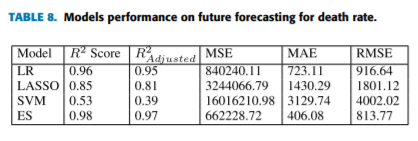 TABLE 8. Models performance on future forecasting for death rate.
Model R² Score R²Adjusted MSE MAE RMSE
LR 0.96 0.95 840240.11 723.11 916.64
LASSO 0.85 0.81 3244066.79 1430.29 1801.12
SVM 0.53 0.39 16016210.98 3129.74 4002.02
ES 0.98 0.97 662228.72 406.08 813.77